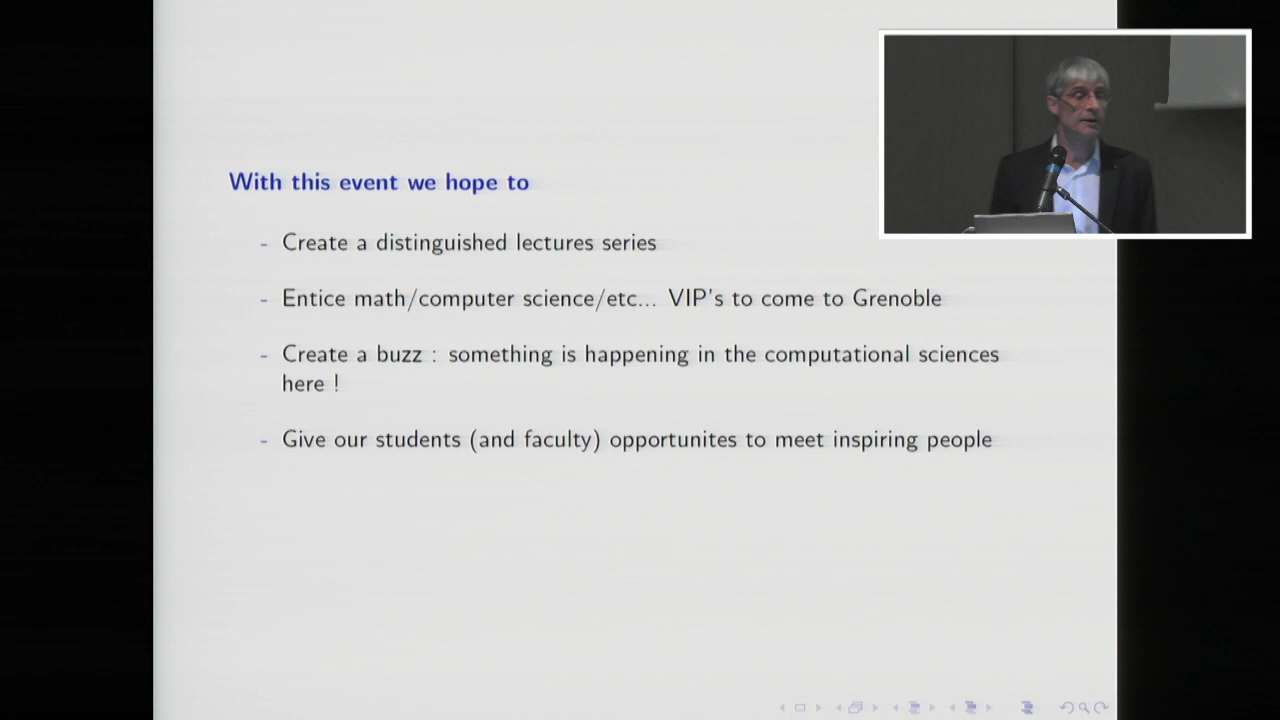 With this event we hope to
- Create a distinguished lectures series
- Entice math/computer science/etc... VIP's to come to Grenoble
- Create a buzz : something is happening in the computational sciences
here !
- Give our students (and faculty) opportunites to meet inspiring people